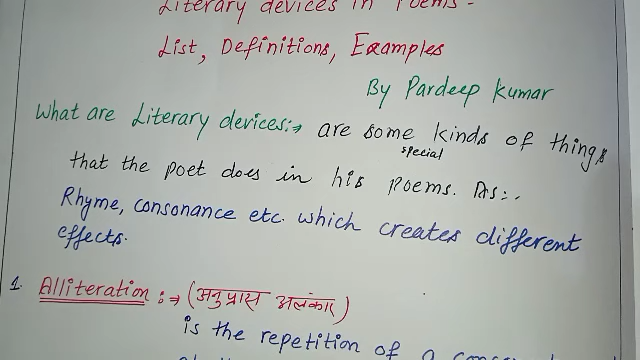 Literary devices in Poems -
List, Definitions, Examples
By Pardeep Kumar
What are Literary devices:→ are some kinds of things
special
that the poet does in his poems. As:-
Rhyme, consonance etc. which creates different
effects.
1. Alliteration :→ (अनुप्रास अलंकार)
is the repetition of a